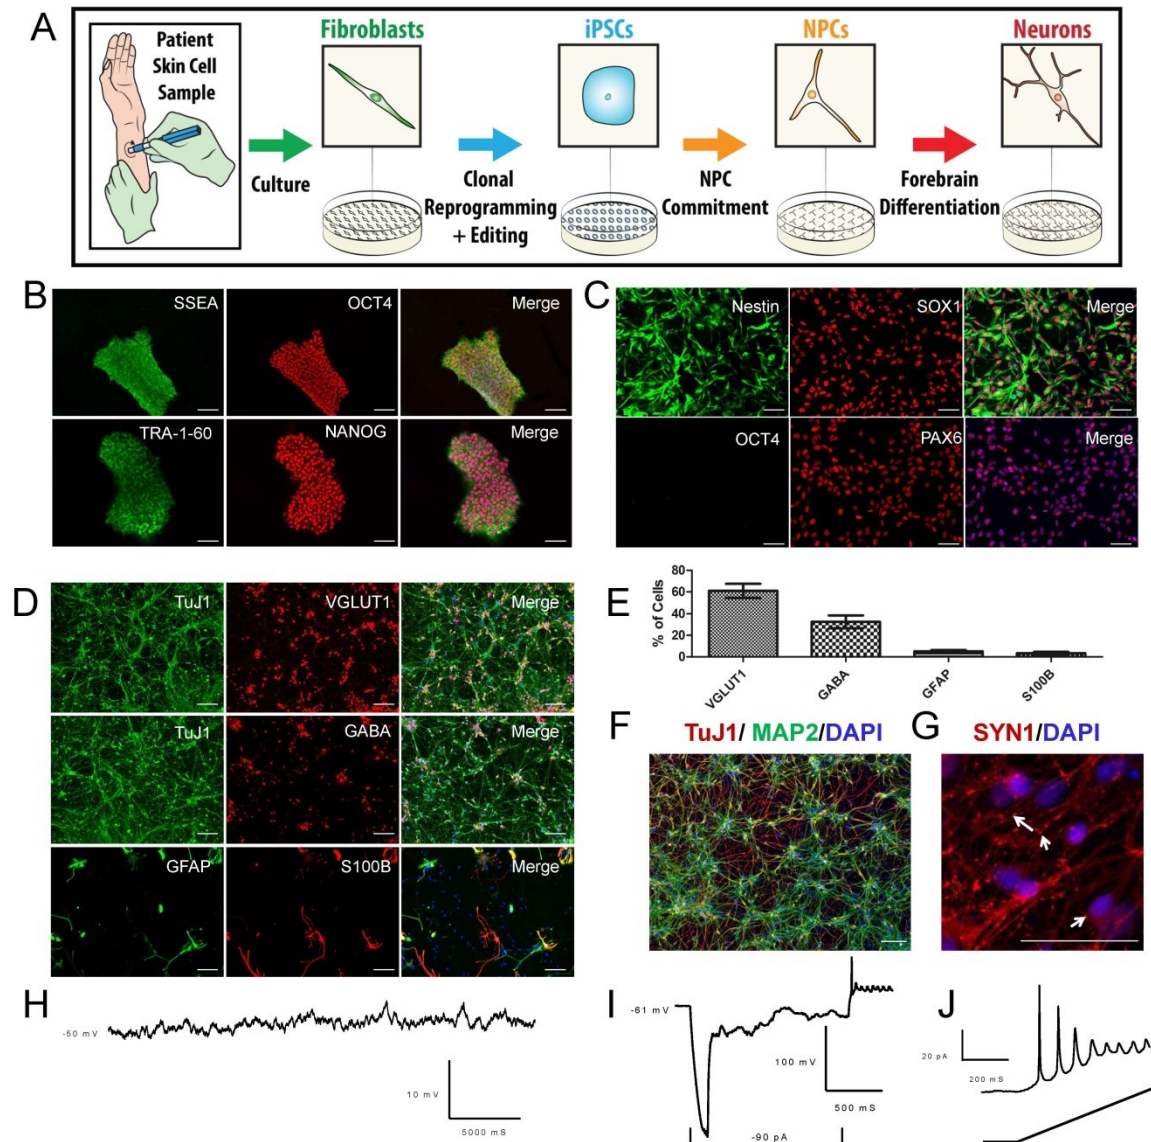 A
Patient
Skin Cell
Sample
Culture
Fibroblasts
Clonal
Reprogramming
+ Editing
iPSCs
NPC
Commitment
NPCs
Forebrain
Differentiation
Neurons
B
SSEA
OCT4
Merge
TRA-1-60
NANOG
Merge
C
Nestin
SOX1
Merge
OCT4
PAX6
Merge
D
TuJ1
VGLUT1
Merge
TuJ1
GABA
Merge
GFAP
S100B
Merge
E
% of Cells
80
60
40
20
0
VGLUT1
GABA
GFAP
S100B
F
TuJ1/ MAP2/DAPI
G
SYN1/DAPI
H
-50 mV
10 mV
5000 mS
I
-61 mV
100 mV
500 mS
-90 pA
J
20 pA
200 mS